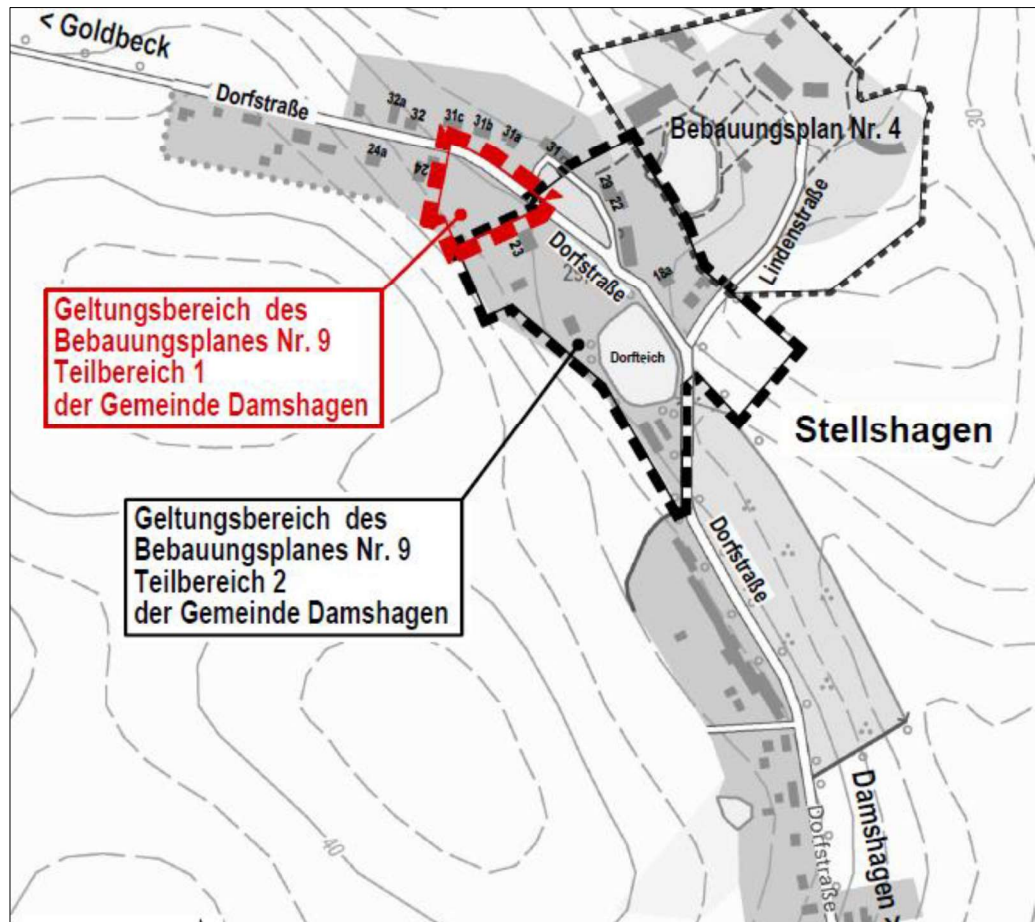 < Goldbeck
Dorfstraße
32a
32
31c
31b
31a
31
24a
24
Bebauungsplan Nr. 4
30
29
22
Lindenstraße
23
Dorfstraße
18a
Geltungsbereich des
Bebauungsplanes Nr. 9
Teilbereich 1
der Gemeinde Damshagen
Dorfteich
Stellshagen
Geltungsbereich des
Bebauungsplanes Nr. 9
Teilbereich 2
der Gemeinde Damshagen
Dorfstraße
40
Damshagen >
Dorfstraße